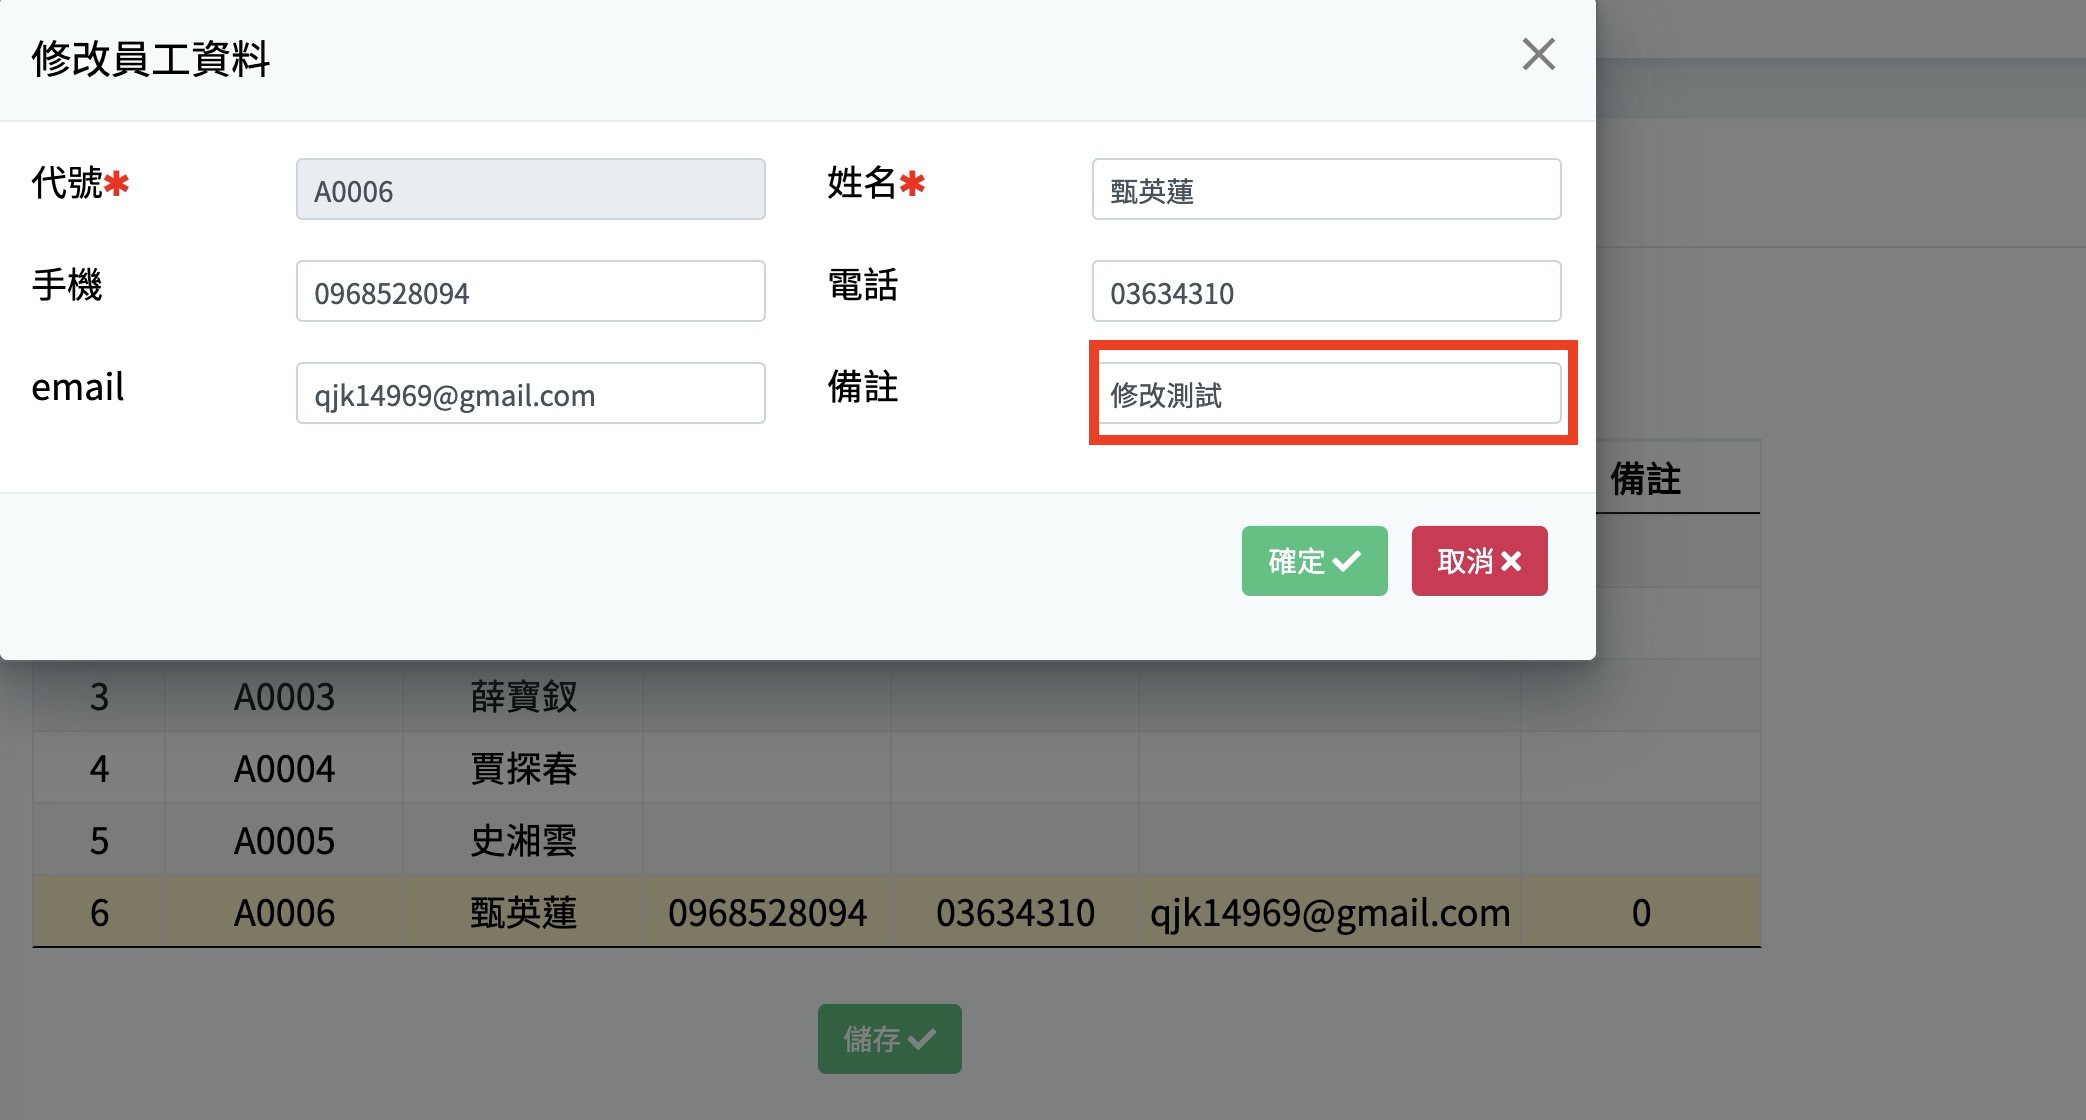 修改員工資料
代號✱ A0006 姓名✱ 甄英蓮
手機 0968528094 電話 03634310
email qjk14969@gmail.com 備註 修改測試
備註
確定 取消
3 A0003 薛寶釵
4 A0004 賈探春
5 A0005 史湘雲
6 A0006 甄英蓮 0968528094 03634310 qjk14969@gmail.com 0
儲存